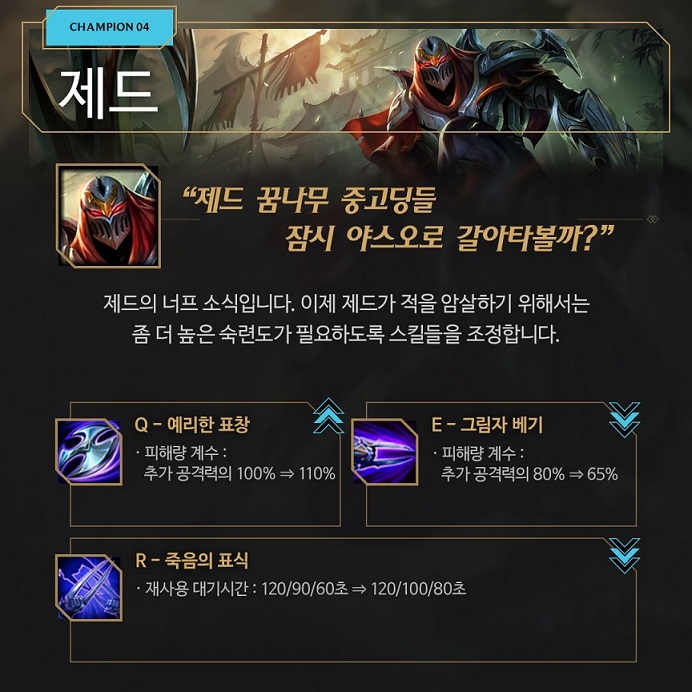 CHAMPION 04
제드
“제드 꿈나무 중고딩들
잠시 야스오로 갈아타볼까?”
제드의 너프 소식입니다. 이제 제드가 적을 암살하기 위해서는
좀 더 높은 숙련도가 필요하도록 스킬들을 조정합니다.
Q - 예리한 표창
· 피해량 계수 :
추가 공격력의 100% ⇒ 110%
E - 그림자 베기
· 피해량 계수 :
추가 공격력의 80% ⇒ 65%
R - 죽음의 표식
· 재사용 대기시간 : 120/90/60초 ⇒ 120/100/80초